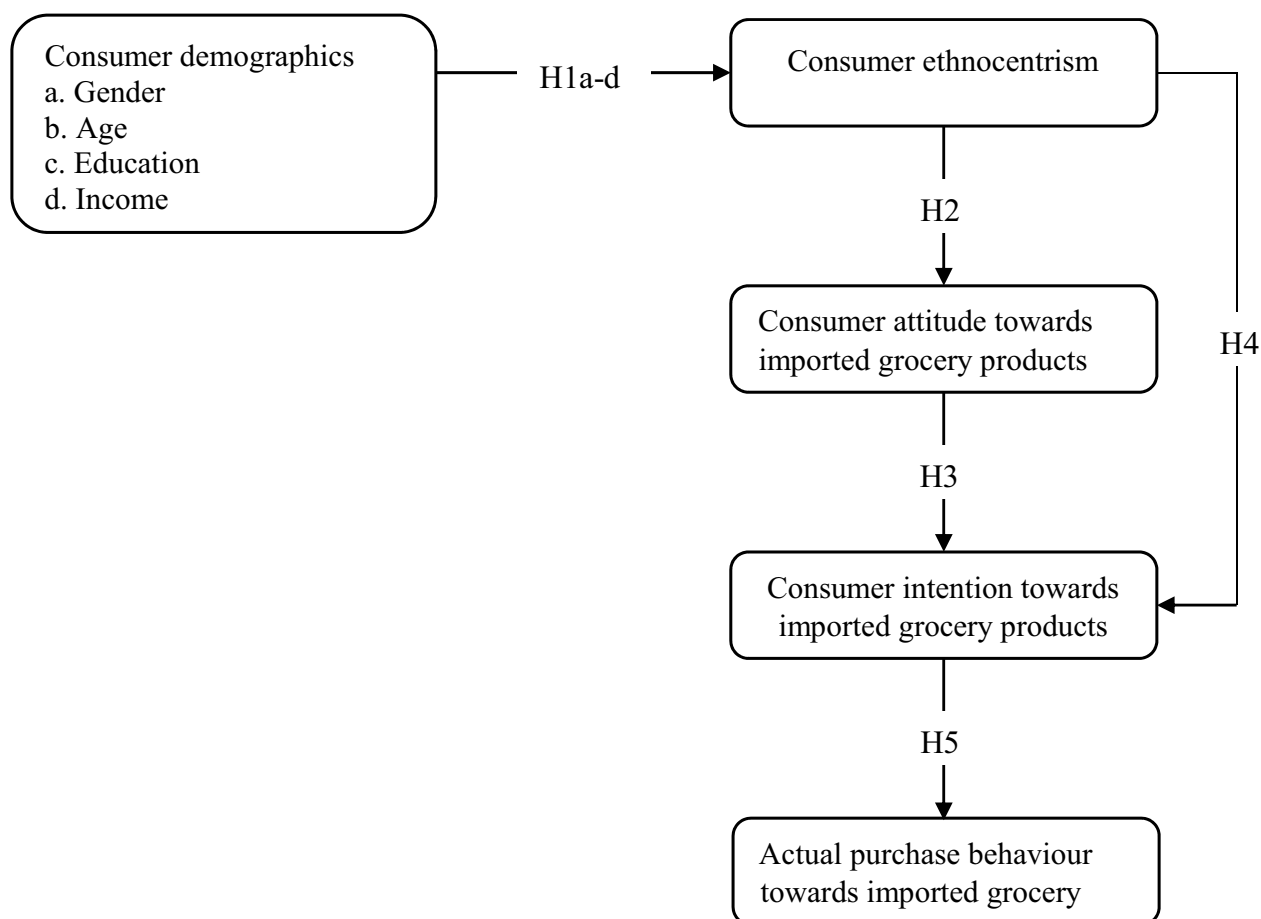 Consumer demographics
a. Gender
b. Age
c. Education
d. Income
H1a-d
Consumer ethnocentrism
H2
Consumer attitude towards
imported grocery products
H4
H3
Consumer intention towards
imported grocery products
H5
Actual purchase behaviour
towards imported grocery